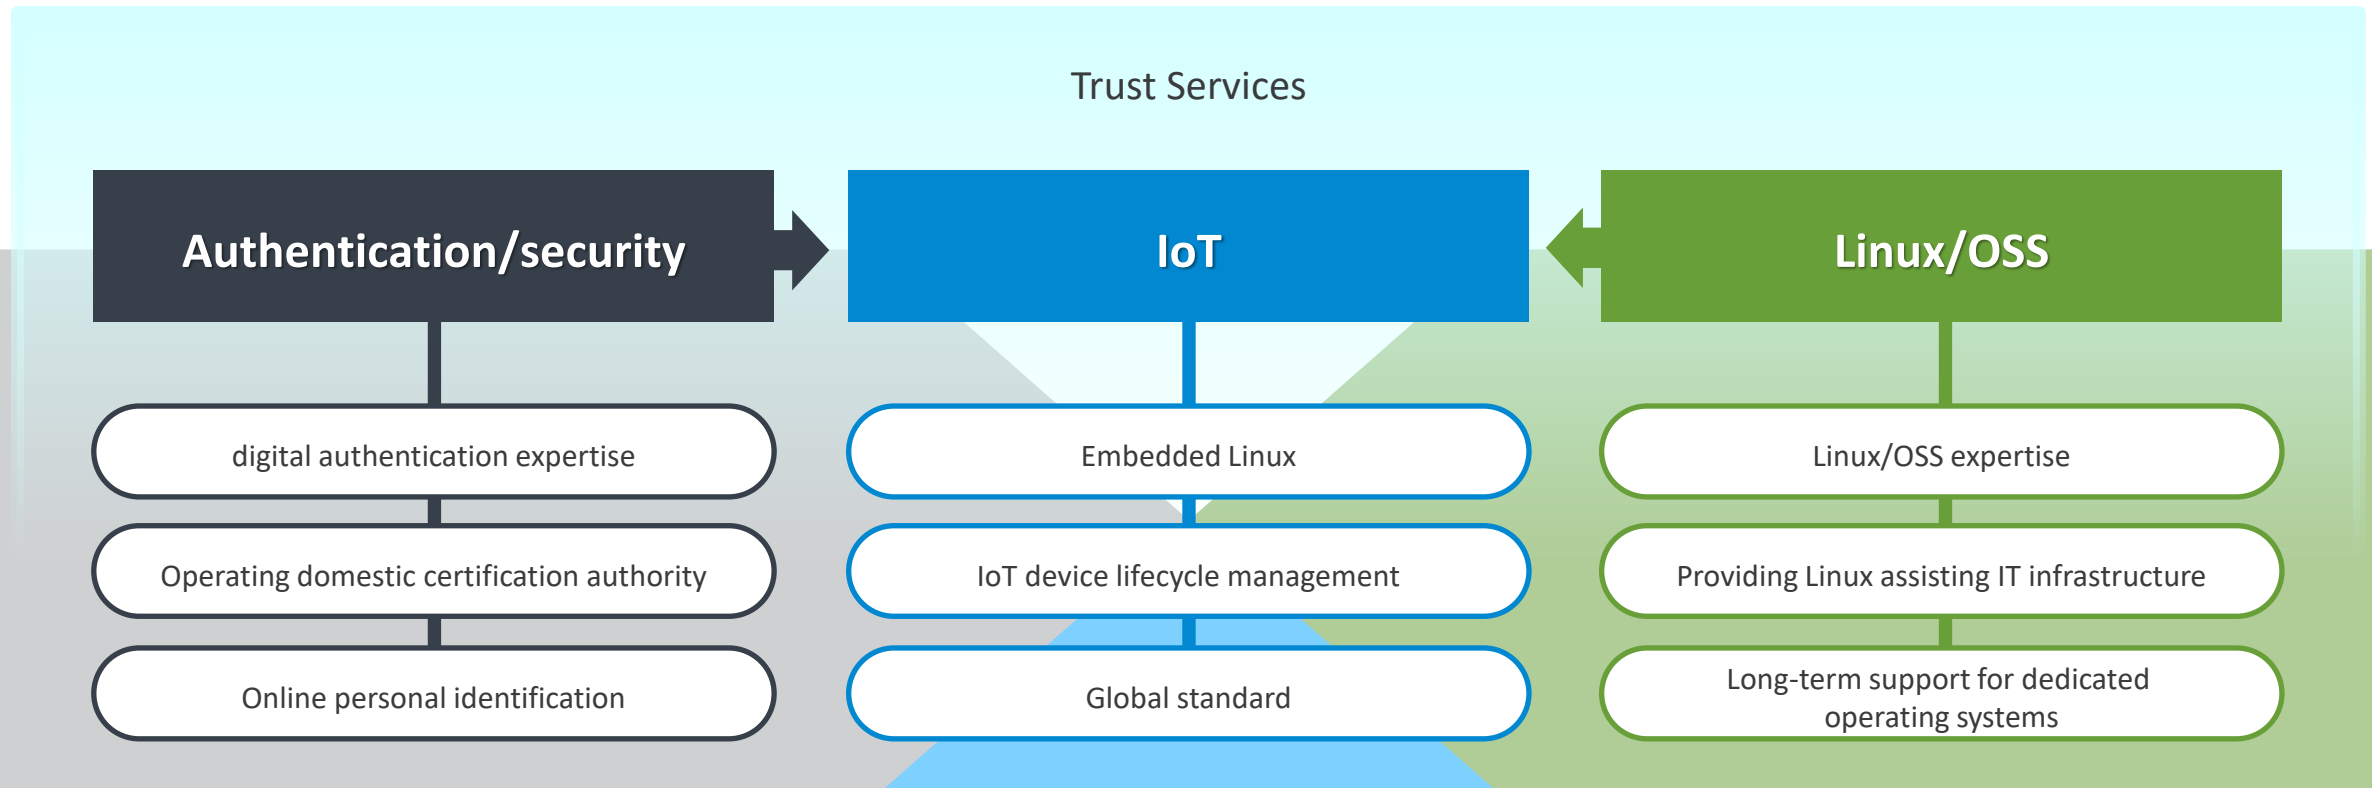 Trust Services
Authentication/security
IoT
Linux/OSS
digital authentication expertise
Embedded Linux
Linux/OSS expertise
Operating domestic certification authority
IoT device lifecycle management
Providing Linux assisting IT infrastructure
Online personal identification
Global standard
Long-term support for dedicated
operating systems